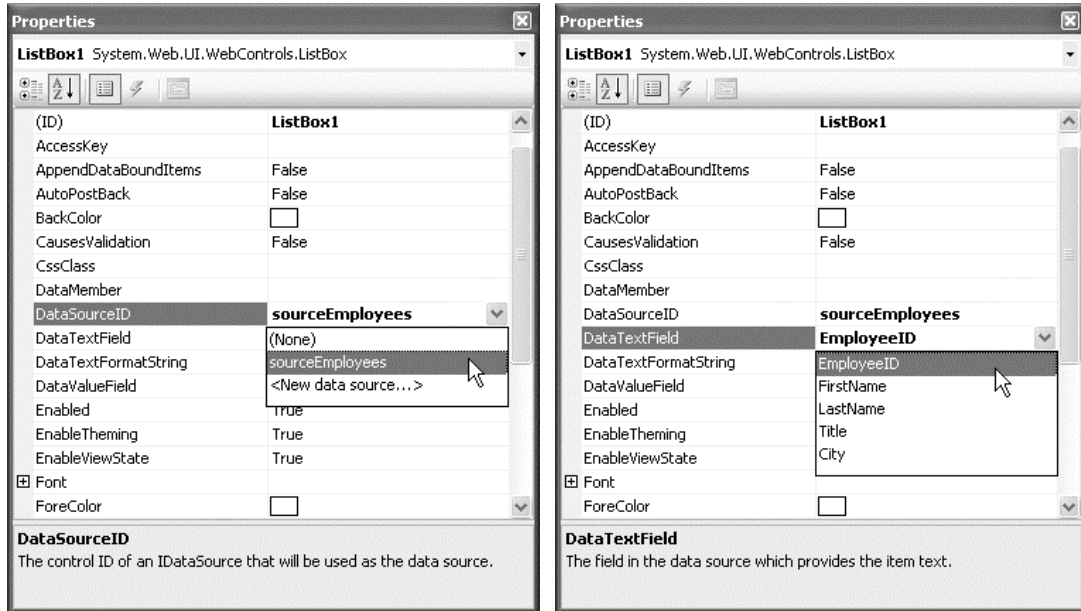 Properties
ListBox1 System.Web.UI.WebControls.ListBox
(ID) ListBox1
AccessKey
AppendDataBoundItems False
AutoPostBack False
BackColor
CausesValidation False
CssClass
DataMember
DataSourceID sourceEmployees
DataTextField (None)
DataTextFormatString sourceEmployees
DataValueField <New data source...>
Enabled True
EnableTheming True
EnableViewState True
Font
ForeColor
DataSourceID
The control ID of an IDataSource that will be used as the data source.
Properties
ListBox1 System.Web.UI.WebControls.ListBox
(ID) ListBox1
AccessKey
AppendDataBoundItems False
AutoPostBack False
BackColor
CausesValidation False
CssClass
DataMember
DataSourceID sourceEmployees
DataTextField EmployeeID
DataTextFormatString EmployeeID
DataValueField FirstName
Enabled LastName
EnableTheming Title
EnableViewState City
Font
ForeColor
DataTextField
The field in the data source which provides the item text.